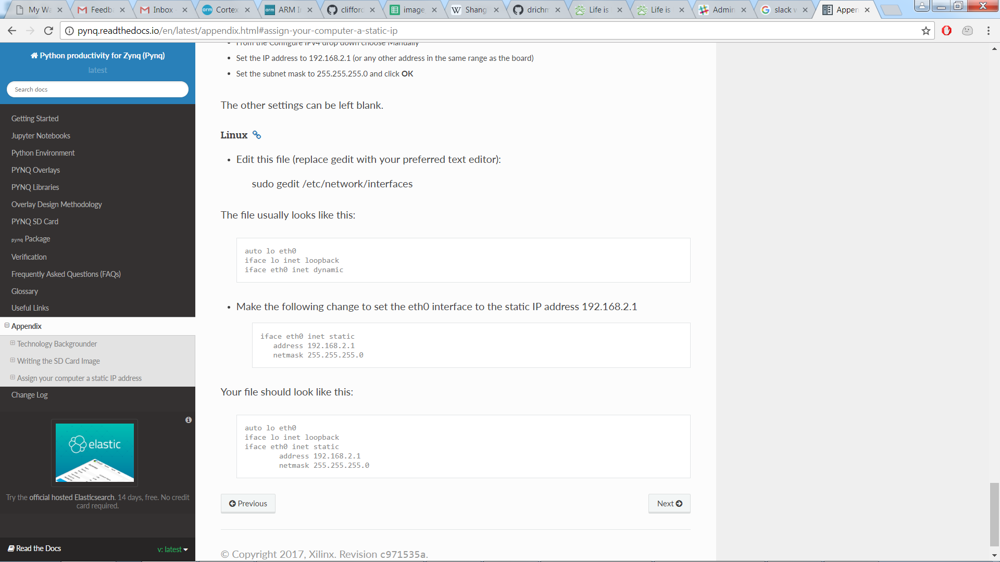 My Wa
Feedb
Inbox
arm Cortex
arm ARM I
cliffor
image
W Shang
drichm
Life is
Life is
Admin
slack
Appen
pynq.readthedocs.io/en/latest/appendix.html#assign-your-computer-a-static-ip
Python productivity for Zynq (Pynq)
latest
Search docs
Getting Started
Jupyter Notebooks
Python Environment
PYNQ Overlays
PYNQ Libraries
Overlay Design Methodology
PYNQ SD Card
pynq Package
Verification
Frequently Asked Questions (FAQs)
Glossary
Useful Links
Appendix
Technology Backgrounder
Writing the SD Card Image
Assign your computer a static IP address
Change Log
elastic
Try the official hosted Elasticsearch. 14 days, free. No credit
card required.
Read the Docs
v: latest
From the Configure IPv4 drop down choose Manually
• Set the IP address to 192.168.2.1 (or any other address in the same range as the board)
• Set the subnet mask to 255.255.255.0 and click OK
The other settings can be left blank.
Linux
• Edit this file (replace gedit with your preferred text editor):
sudo gedit /etc/network/interfaces
The file usually looks like this:
auto lo eth0
iface lo inet loopback
iface eth0 inet dynamic
• Make the following change to set the eth0 interface to the static IP address 192.168.2.1
iface eth0 inet static
address 192.168.2.1
netmask 255.255.255.0
Your file should look like this:
auto lo eth0
iface lo inet loopback
iface eth0 inet static
address 192.168.2.1
netmask 255.255.255.0
Previous
Next
© Copyright 2017, Xilinx. Revision c971535a.